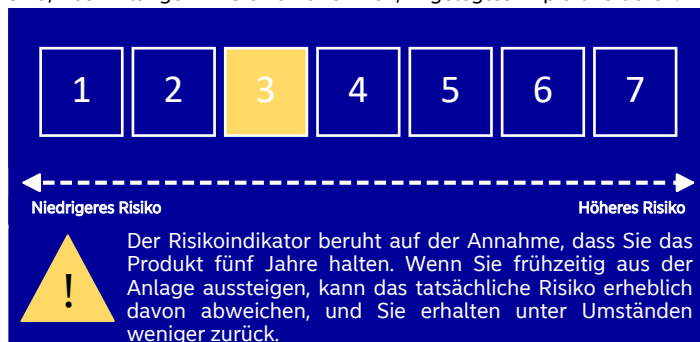 1 2 3 4 5 6 7
Niedrigeres Risiko Höheres Risiko
Der Risikoindikator beruht auf der Annahme, dass Sie das
! Produkt fünf Jahre halten. Wenn Sie frühzeitig aus der
Anlage aussteigen, kann das tatsächliche Risiko erheblich
davon abweichen, und Sie erhalten unter Umständen
weniger zurück.